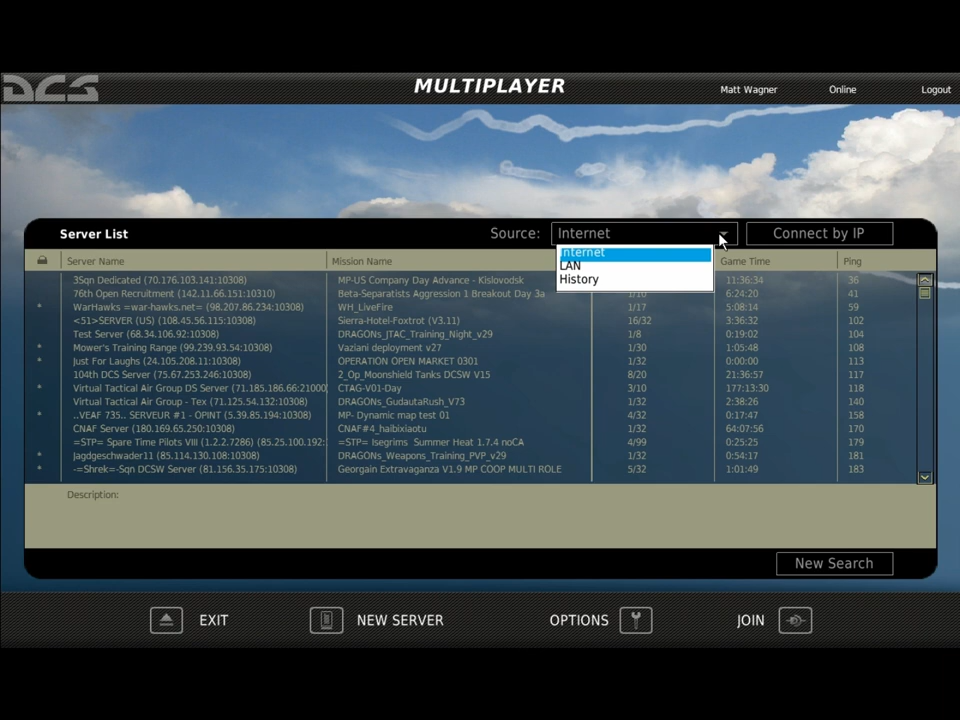 DCS
MULTIPLAYER
Matt Wagner Online Logout
Server List Source: Internet Connect by IP
Internet
LAN
History
Server Name Mission Name Game Time Ping
3Sqn Dedicated (70.176.103.141:10308) MP-US Company Day Advance - Kislovodsk 11:36:34 36
76th Open Recruitment (142.11.66.151:10310) Beta-Separatists Aggression 1 Breakout Day 3a 1/10 6:24:20 41
* WarHawks =war-hawks.net= (98.207.86.234:10308) WH_LiveFire 1/17 5:08:14 59
<51>SERVER (US) (108.45.56.115:10308) Sierra-Hotel-Foxtrot (V3.11) 16/32 3:36:32 102
Test Server (68.34.106.92:10308) DRAGONs_JTAC_Training_Night_v29 1/8 0:19:02 104
* Mower's Training Range (99.239.93.54:10308) Vaziani deployment v27 1/30 1:05:48 108
* Just For Laughs (24.105.208.11:10308) OPERATION OPEN MARKET 0301 1/32 0:00:00 113
104th DCS Server (75.67.253.246:10308) 2_Op_Moonshield Tanks DCSW V15 8/20 21:36:57 117
* Virtual Tactical Air Group DS Server (71.185.186.66:21000) CTAG-V01-Day 3/10 177:13:30 118
Virtual Tactical Air Group - Tex (71.125.54.132:10308) DRAGONs_GudautaRush_V73 1/32 2:38:26 140
* ..VEAF 735.. SERVEUR #1 - OPINT (5.39.85.194:10308) MP- Dynamic map test 01 4/32 0:17:47 158
CNAF Server (180.169.65.250:10308) CNAF#4_haibixiaotu 1/32 64:07:56 170
=STP= Spare Time Pilots VIII (1.2.2.7286) (85.25.100.192: =STP= Isegrims Summer Heat 1.7.4 noCA 4/99 0:25:25 179
* Jagdgeschwader11 (85.114.130.108:10308) DRAGONs_Weapons_Training_PVP_v29 1/32 0:54:17 181
* -=Shrek=-Sqn DCSW Server (81.156.35.175:10308) Georgain Extravaganza V1.9 MP COOP MULTI ROLE 5/32 1:01:49 183
Description:
New Search
EXIT NEW SERVER OPTIONS JOIN